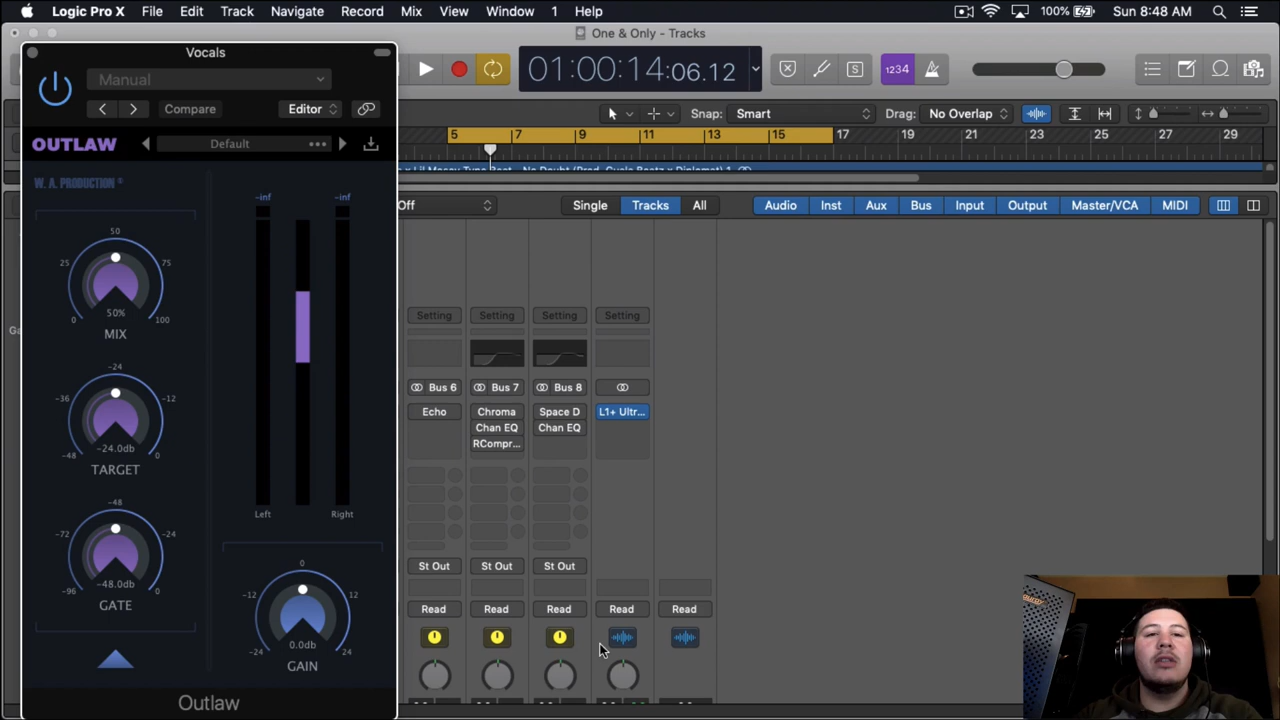 Logic Pro X File Edit Track Navigate Record Mix View Window 1 Help 100% Sun 8:48 AM
One & Only - Tracks
Vocals
Manual
Compare Editor
01:00:14:06.12
S 1234
Snap: Smart Drag: No Overlap
5 7 9 11 13 15 17 19 21 23 25 27 29
OUTLAW Default
W. A. PRODUCTION ®
Off Single Tracks All Audio Inst Aux Bus Input Output Master/VCA MIDI
50
25 75
50%
0 100
MIX
-24
-36 -12
-24.0db
-48 0
TARGET
-48
-72 -24
-48.0db
-96 0
GATE
-inf -inf
Left Right
0
-12 12
0.0db
-24 24
GAIN
Outlaw
Setting Setting Setting Setting
Bus 6 Bus 7 Bus 8
Echo Chroma Space D L1+ Ultr...
Chan EQ Chan EQ
RCompr...
St Out St Out St Out
Read Read Read Read Read